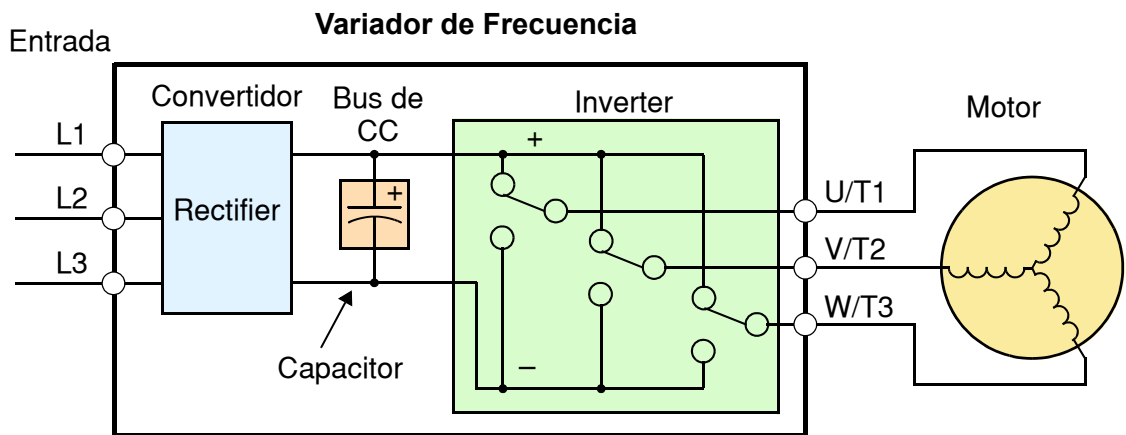 Variador de Frecuencia
Entrada
Convertidor
Bus de
CC
Inverter
Motor
L1
L2
L3
Rectifier
+
+
−
U/T1
V/T2
W/T3
Capacitor